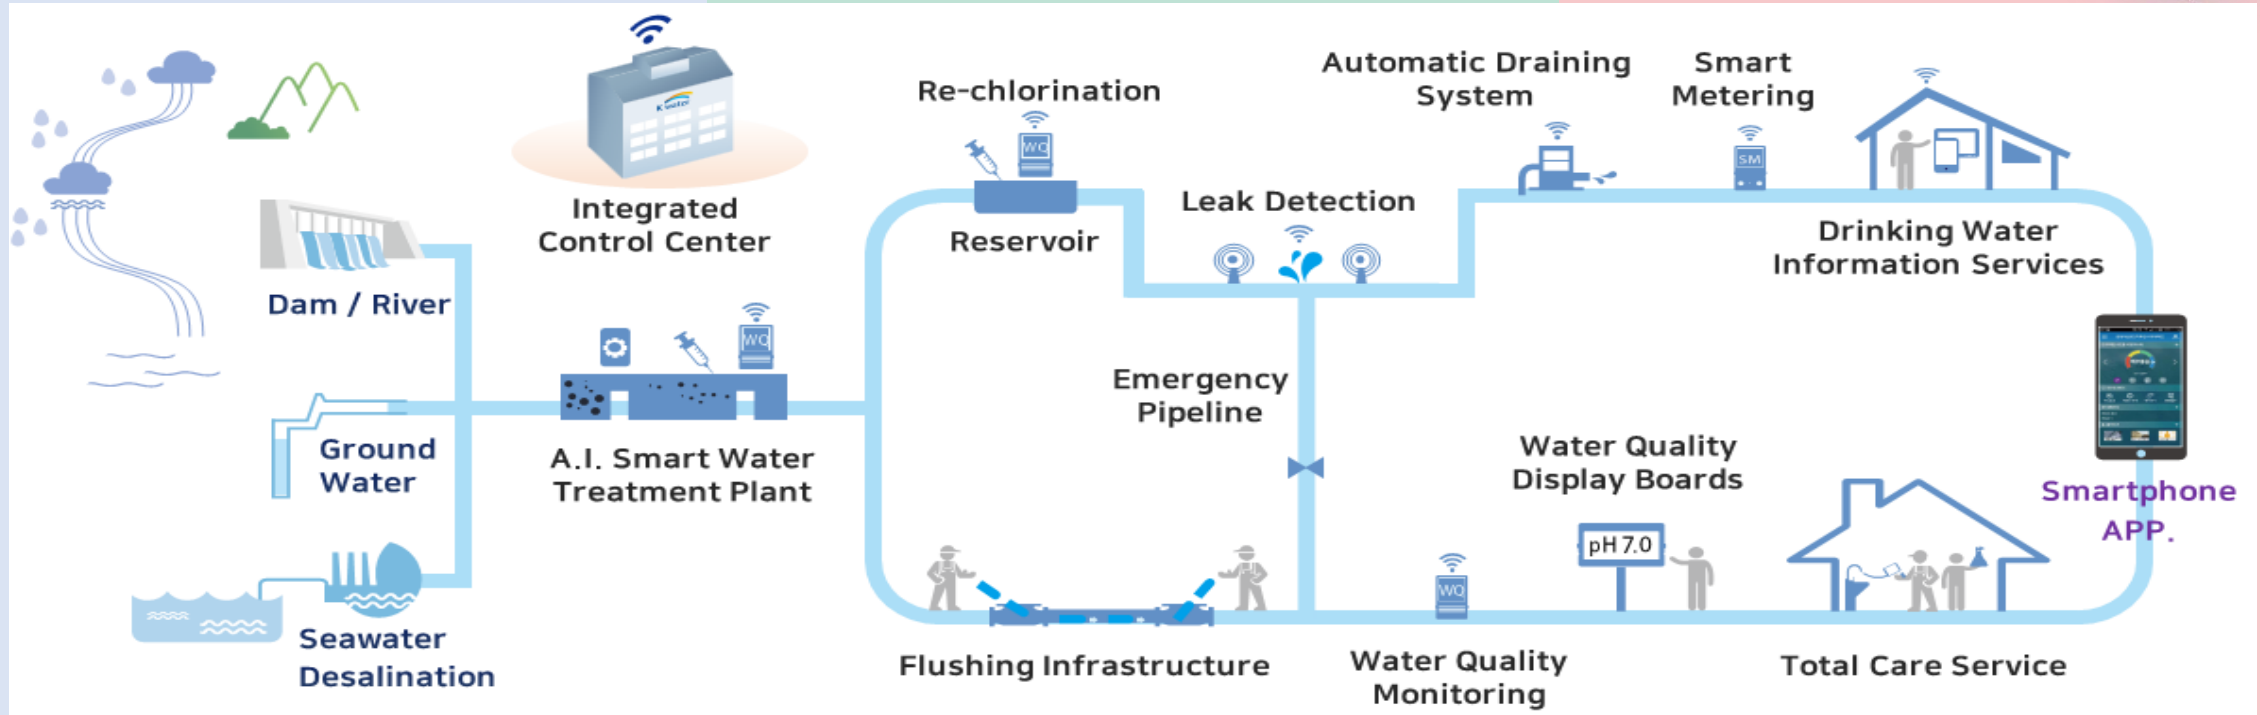 K water
Integrated
Control Center
Dam / River
Ground
Water
Seawater
Desalination
WQ
A.I. Smart Water
Treatment Plant
Re-chlorination
WQ
Reservoir
Leak Detection
Automatic Draining
System
Smart
Metering
SM
Drinking Water
Information Services
Emergency
Pipeline
Flushing Infrastructure
WQ
Water Quality
Monitoring
Water Quality
Display Boards
pH 7.0
Total Care Service
Smartphone
APP.